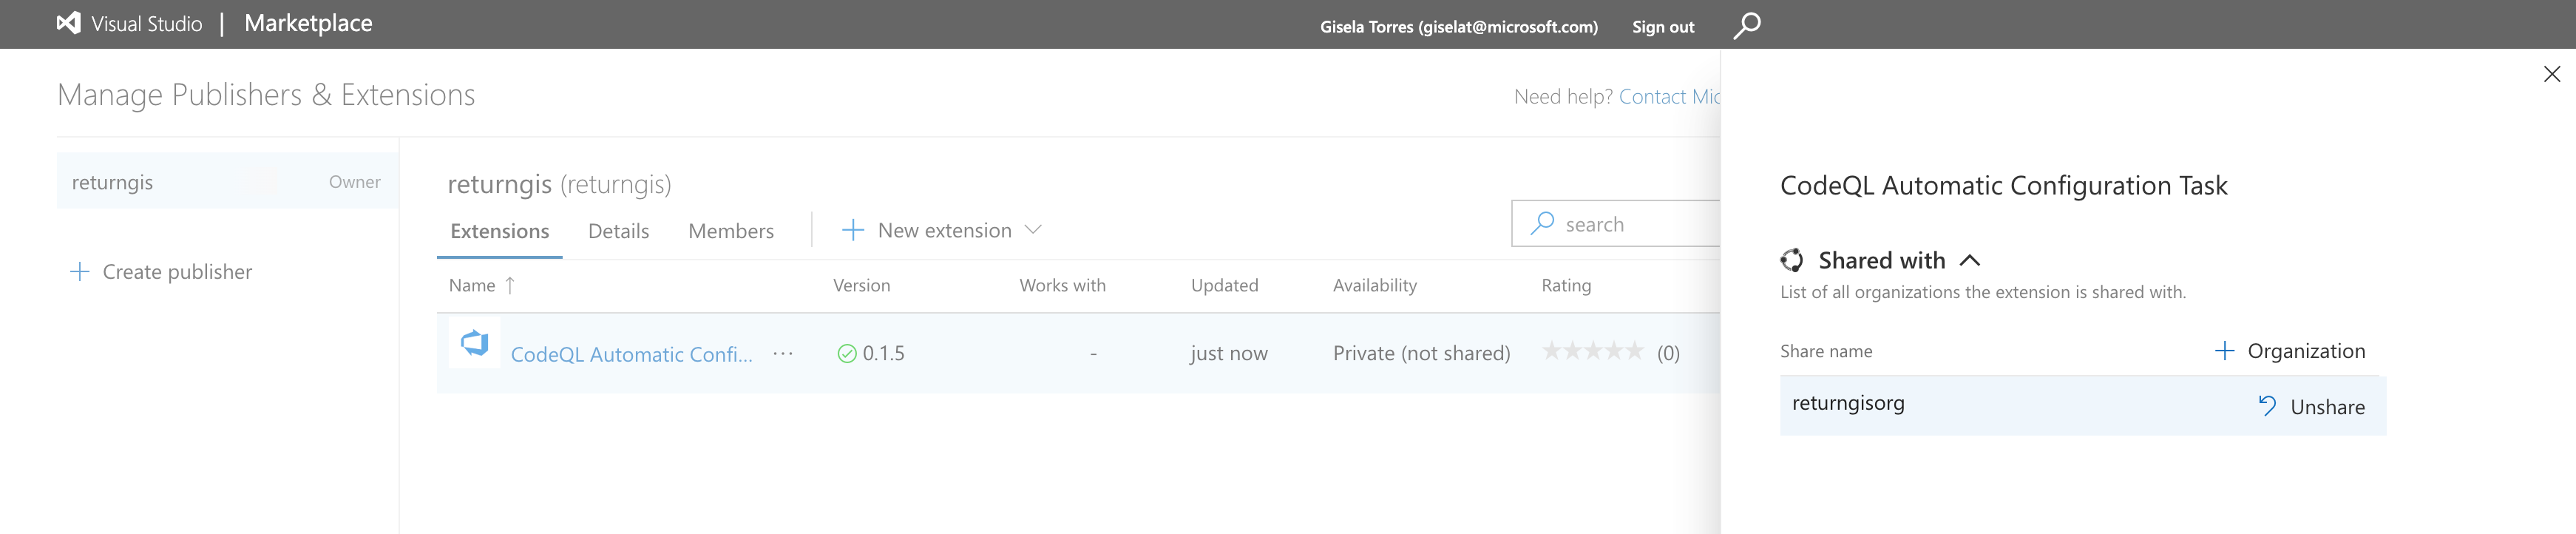 Visual Studio | Marketplace
Gisela Torres (giselat@microsoft.com) Sign out
Manage Publishers & Extensions
Need help? Contact Mic
returngis Owner
+ Create publisher
returngis (returngis)
Extensions Details Members + New extension
search
Name ↑ Version Works with Updated Availability Rating
CodeQL Automatic Confi... ... 0.1.5 - just now Private (not shared) (0)
CodeQL Automatic Configuration Task
Shared with
List of all organizations the extension is shared with.
Share name + Organization
returngisorg Unshare